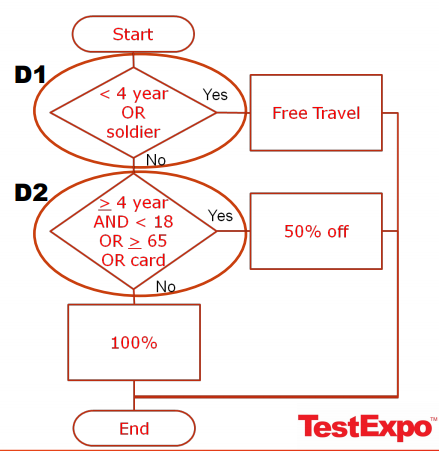 Start
D1
< 4 year
OR
soldier
Yes
Free Travel
No
D2
≥ 4 year
AND < 18
OR ≥ 65
OR card
Yes
50% off
No
100%
End
TestExpo™